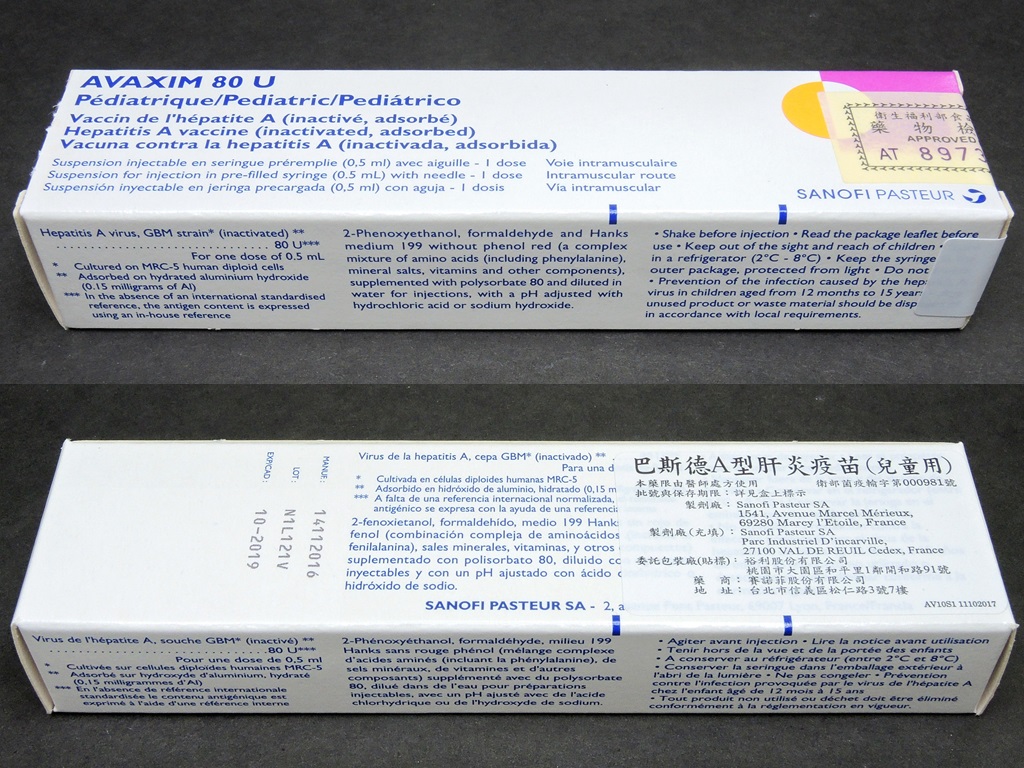 AVAXIM 80 U
Pédiatrique/Pediatric/Pediátrico
Vaccin de l'hépatite A (inactivé, adsorbé)
Hepatitis A vaccine (inactivated, adsorbed)
Vacuna contra la hepatitis A (inactivada, adsorbida)
Suspension injectable en seringue préremplie (0,5 ml) avec aiguille - 1 dose
Suspension for injection in pre-filled syringe (0.5 mL) with needle - 1 dose
Suspensión inyectable en jeringa precargada (0,5 ml) con aguja - 1 dosis
Voie intramusculaire
Intramuscular route
Via intramuscular
衛生福利部食
藥物檢
APPROVED
AT 8973
SANOFI PASTEUR
Hepatitis A virus, GBM strain* (inactivated) **
........................................ 80 U***
For one dose of 0.5 mL
* Cultured on MRC-5 human diploid cells
** Adsorbed on hydrated aluminium hydroxide
(0.15 milligrams of Al)
*** In the absence of an international standardised
reference, the antigen content is expressed
using an in-house reference
2-Phenoxyethanol, formaldehyde and Hanks
medium 199 without phenol red (a complex
mixture of amino acids (including phenylalanine),
mineral salts, vitamins and other components),
supplemented with polysorbate 80 and diluted in
water for injections, with a pH adjusted with
hydrochloric acid or sodium hydroxide.
• Shake before injection • Read the package leaflet before
use • Keep out of the sight and reach of children •
in a refrigerator (2°C - 8°C) • Keep the syringe
outer package, protected from light • Do not
• Prevention of the infection caused by the hep
virus in children aged from 12 months to 15 years
unused product or waste material should be disp
in accordance with local requirements.
MANUF.:
14112016
LOT :
N1L121V
EXP/CAD :
10-2019
Virus de la hepatitis A, cepa GBM* (inactivado) ** .
Para una d
* Cultivada en células diploides humanas MRC-5
** Adsorbido en hidróxido de aluminio, hidratado (0,15 m
*** A falta de una referencia internacional normalizada,
antigénico se expresa con la ayuda de una referencia
2-fenoxietanol, formaldehído, medio 199 Hanks
fenol (combinación compleja de aminoácidos
fenilalanina), sales minerales, vitaminas, y otros
suplementado con polisorbato 80, diluido co
inyectables y con un pH ajustado con ácido c
hidróxido de sodio.
SANOFI PASTEUR SA - 2, a
巴斯德A型肝炎疫苗(兒童用)
本藥限由醫師處方使用 衛部菌疫輸字第000981號
批號與保存期限：詳見盒上標示
製劑廠：Sanofi Pasteur SA
1541, Avenue Marcel Mérieux,
69280 Marcy l'Etoile, France
製劑廠(充填)：Sanofi Pasteur SA
Parc Industriel D'incarville,
27100 VAL DE REUIL Cedex, France
委託包裝廠(貼標)：裕利股份有限公司
桃園市大園區和平里1鄰開和路91號
藥 商：賽諾菲股份有限公司
地 址：台北市信義區松仁路3號7樓
AV10S1 11102017
Virus de l'hépatite A, souche GBM* (inactivé) **
........................................80 U***
Pour une dose de 0,5 ml
* Cultivée sur cellules diploïdes humaines MRC-5
** Adsorbé sur hydroxyde d'aluminium, hydraté
(0,15 milligrammes d'Al)
*** En l'absence de référence internationale
standardisée le contenu antigénique est
exprimé à l'aide d'une référence interne
2-Phénoxyéthanol, formaldéhyde, milieu 199
Hanks sans rouge phénol (mélange complexe
d'acides aminés (incluant la phénylalanine), de
sels minéraux, de vitamines et d'autres
composants) supplémenté avec du polysorbate
80, dilué dans de l'eau pour préparations
injectables, avec un pH ajusté avec de l'acide
chlorhydrique ou de l'hydroxyde de sodium.
• Agiter avant injection • Lire la notice avant utilisation
• Tenir hors de la vue et de la portée des enfants
• A conserver au réfrigérateur (entre 2°C et 8°C)
• Conserver la seringue dans l'emballage extérieur à
l'abri de la lumière • Ne pas congeler • Prévention
contre l'infection provoquée par le virus de l'hépatite A
chez l'enfant âgé de 12 mois à 15 ans
• Tout produit non utilisé ou déchet doit être éliminé
conformément à la réglementation en vigueur.